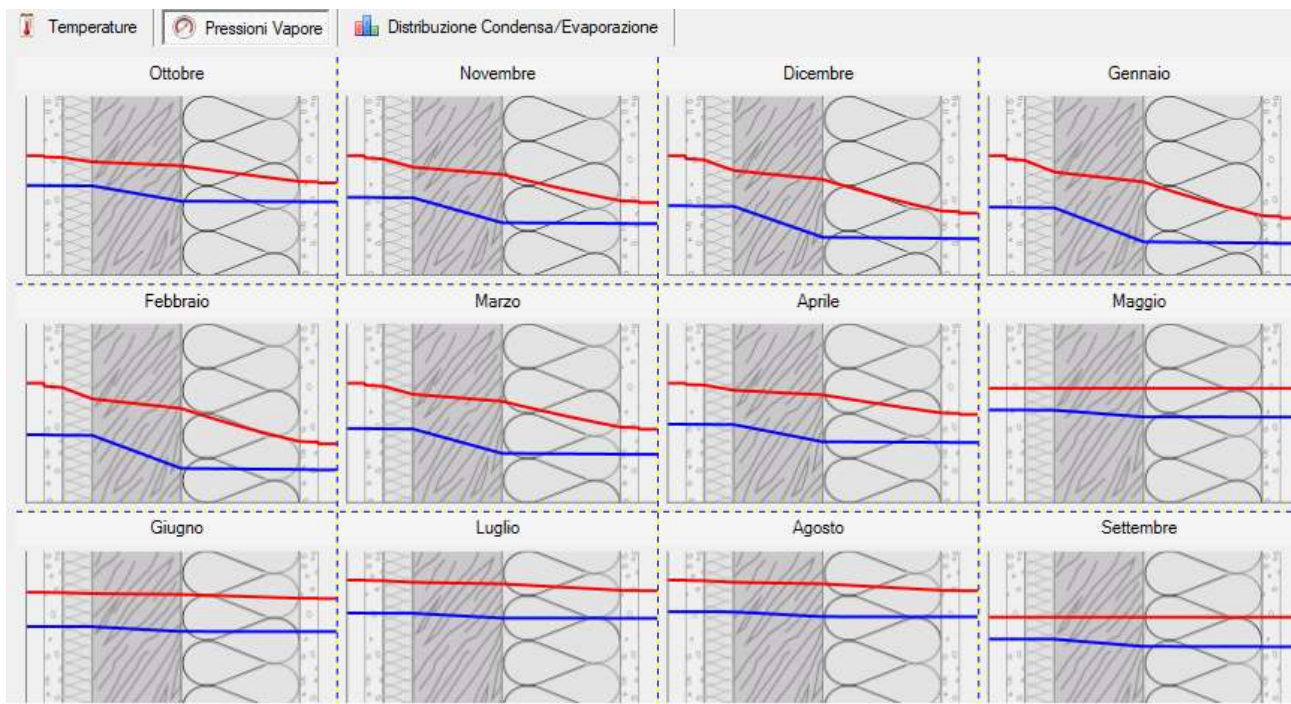 Temperature Pressioni Vapore Distribuzione Condensa/Evaporazione
Ottobre Novembre Dicembre Gennaio
Febbraio Marzo Aprile Maggio
Giugno Luglio Agosto Settembre